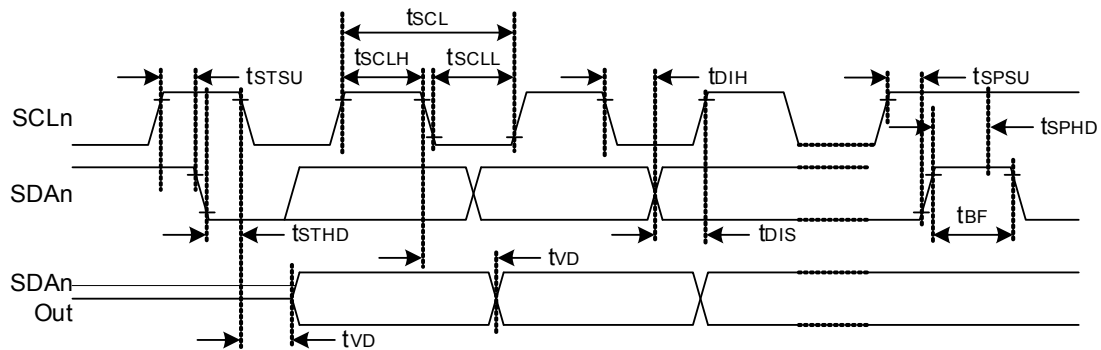 tSCL
tSCLH
tSCLL
tSTSU
tDIH
tSPSU
SCLn
tSPHD
SDAn
tBF
tSTHD
tDIS
tVD
SDAn
Out
tVD